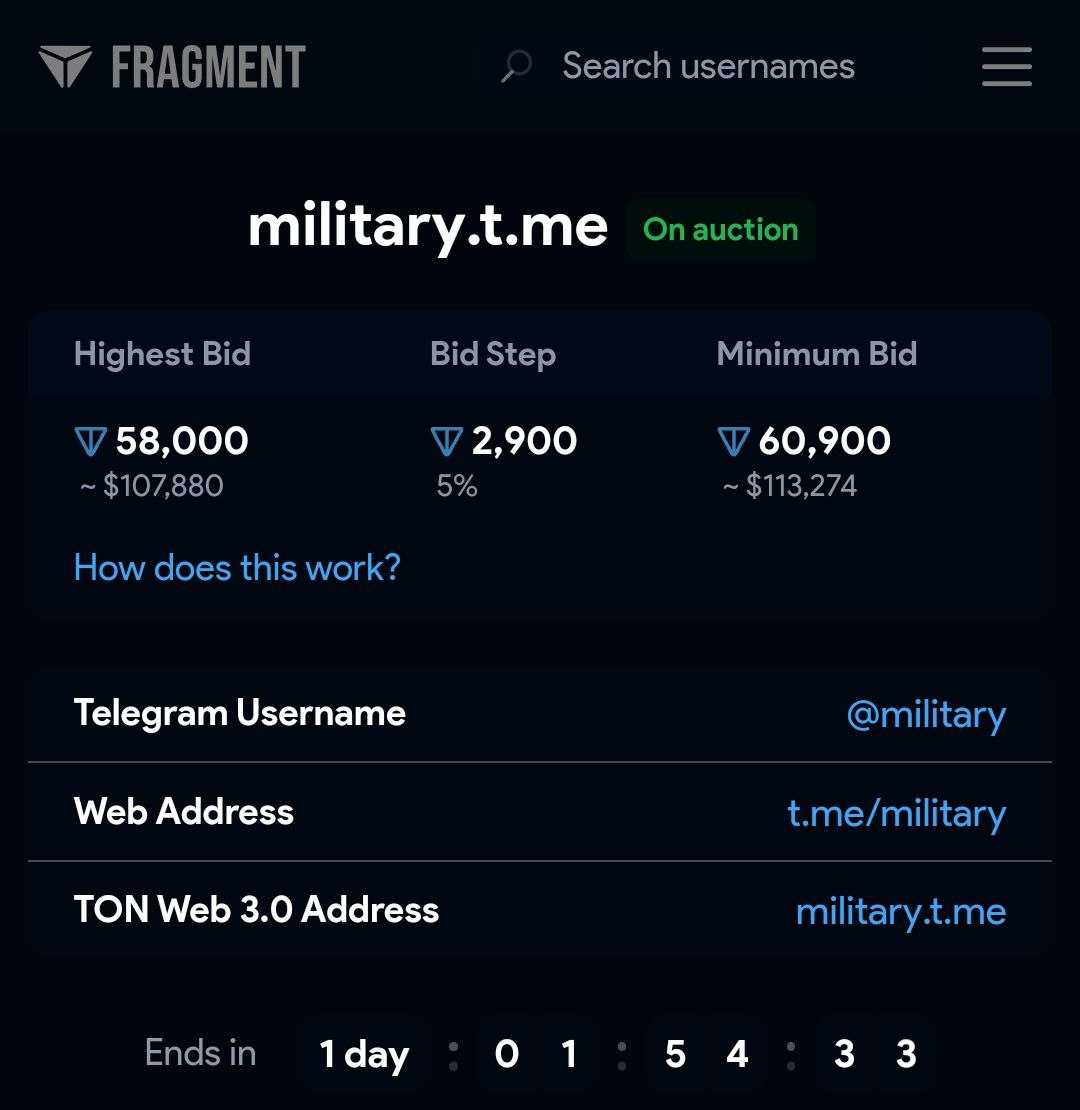 FRAGMENT Search usernames
military.t.me On auction
Highest Bid Bid Step Minimum Bid
58,000 2,900 60,900
~ $107,880 5% ~ $113,274
How does this work?
Telegram Username @military
Web Address t.me/military
TON Web 3.0 Address military.t.me
Ends in 1 day : 0 1 : 5 4 : 3 3